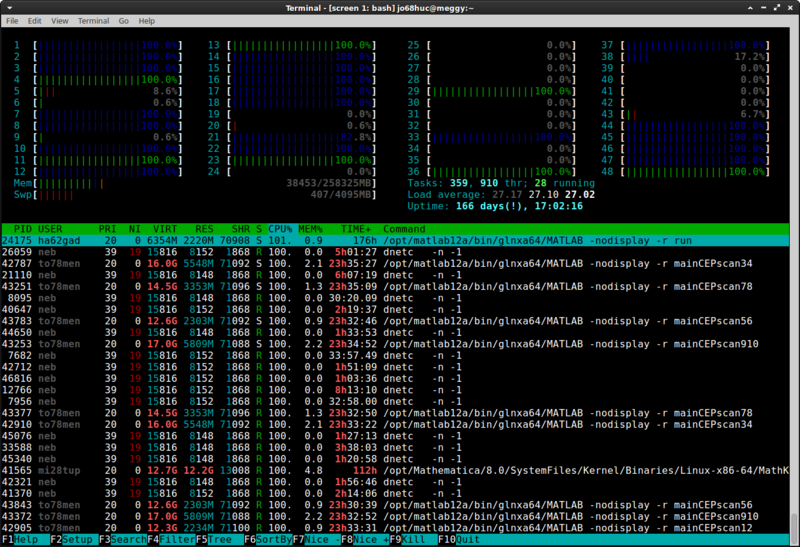 Terminal - [screen 1: bash] jo68huc@meggy:~
File Edit View Terminal Go Help
1 [100.0%] 13 [100.0%] 25 [0.0%] 37 [100.0%]
2 [100.0%] 14 [100.0%] 26 [0.0%] 38 [17.2%]
3 [100.0%] 15 [100.0%] 27 [0.0%] 39 [0.0%]
4 [100.0%] 16 [100.0%] 28 [0.0%] 40 [0.0%]
5 [8.6%] 17 [100.0%] 29 [100.0%] 41 [0.0%]
6 [0.6%] 18 [100.0%] 30 [0.0%] 42 [0.0%]
7 [100.0%] 19 [0.0%] 31 [0.0%] 43 [6.7%]
8 [100.0%] 20 [0.6%] 32 [0.0%] 44 [100.0%]
9 [0.6%] 21 [] 33 [100.0%] 45 [100.0%]
10 [100.0%] 22 [100.0%] 34 [0.0%] 46 [100.0%]
11 [100.0%] 23 [100.0%] 35 [0.0%] 47 [100.0%]
12 [100.0%] 24 [0.0%] 36 [100.0%] 48 [100.0%]
Mem[38453/258325MB] Tasks: 359, 910 thr; 28 running
Swp[407/4095MB] Load average: 27.17 27.10 27.02
Uptime: 166 days(!), 17:02:16
PID USER PRI NI VIRT RES SHR S CPU% MEM% TIME+ Command
24175 ha62gad 20 0 6354M 2220M 70908 S 101. 0.9 176h /opt/matlab12a/bin/glnxa64/MATLAB -nodisplay -r run
26059 neb 39 19 15816 8152 1868 R 100. 0.0 5h01:27 dnetc -n -1
42787 to78men 20 0 16.0G 5548M 71092 S 100. 2.1 23h35:27 /opt/matlab12a/bin/glnxa64/MATLAB -nodisplay -r mainCEPscan34
21110 neb 39 19 15816 8148 1868 R 100. 0.0 6h07:19 dnetc -n -1
43251 to78men 20 0 14.5G 3353M 71096 S 100. 1.3 23h35:09 /opt/matlab12a/bin/glnxa64/MATLAB -nodisplay -r mainCEPscan78
8095 neb 39 19 15816 8148 1868 R 100. 0.0 30:20.09 dnetc -n -1
40647 neb 39 19 15816 8152 1868 R 100. 0.0 2h19:37 dnetc -n -1
43783 to78men 20 0 12.6G 2303M 71092 S 100. 0.9 23h32:46 /opt/matlab12a/bin/glnxa64/MATLAB -nodisplay -r mainCEPscan56
44650 neb 39 19 15816 8148 1868 R 100. 0.0 1h33:53 dnetc -n -1
43253 to78men 20 0 17.0G 5809M 71088 S 100. 2.2 23h34:52 /opt/matlab12a/bin/glnxa64/MATLAB -nodisplay -r mainCEPscan910
7682 neb 39 19 15816 8152 1868 R 100. 0.0 33:57.49 dnetc -n -1
42712 neb 39 19 15816 8148 1868 R 100. 0.0 1h51:09 dnetc -n -1
46816 neb 39 19 15816 8152 1868 R 100. 0.0 1h03:36 dnetc -n -1
12766 neb 39 19 15816 8152 1868 R 100. 0.0 8h13:10 dnetc -n -1
7956 neb 39 19 15816 8152 1868 R 100. 0.0 32:58.00 dnetc -n -1
43377 to78men 20 0 14.5G 3353M 71096 R 100. 1.3 23h32:50 /opt/matlab12a/bin/glnxa64/MATLAB -nodisplay -r mainCEPscan78
42910 to78men 20 0 16.0G 5548M 71092 R 100. 2.1 23h33:22 /opt/matlab12a/bin/glnxa64/MATLAB -nodisplay -r mainCEPscan34
45076 neb 39 19 15816 8148 1868 R 100. 0.0 1h27:13 dnetc -n -1
33588 neb 39 19 15816 8148 1868 R 100. 0.0 3h38:03 dnetc -n -1
45340 neb 39 19 15816 8148 1868 R 100. 0.0 1h20:58 dnetc -n -1
41565 mi28tup 20 0 12.7G 12.2G 13008 R 100. 4.8 112h /opt/Mathematica/8.0/SystemFiles/Kernel/Binaries/Linux-x86-64/MathK
42321 neb 39 19 15816 8148 1868 R 100. 0.0 1h56:46 dnetc -n -1
41370 neb 39 19 15816 8152 1868 R 100. 0.0 2h14:06 dnetc -n -1
43843 to78men 20 0 12.6G 2303M 71092 R 100. 0.9 23h30:39 /opt/matlab12a/bin/glnxa64/MATLAB -nodisplay -r mainCEPscan56
43372 to78men 20 0 17.0G 5809M 71088 R 100. 2.2 23h32:52 /opt/matlab12a/bin/glnxa64/MATLAB -nodisplay -r mainCEPscan910
42905 to78men 20 0 12.3G 2234M 71100 R 100. 0.9 23h33:31 /opt/matlab12a/bin/glnxa64/MATLAB -nodisplay -r mainCEPscan12
F1Help F2Setup F3Search F4Filter F5Tree F6SortBy F7Nice - F8Nice + F9Kill F10Quit